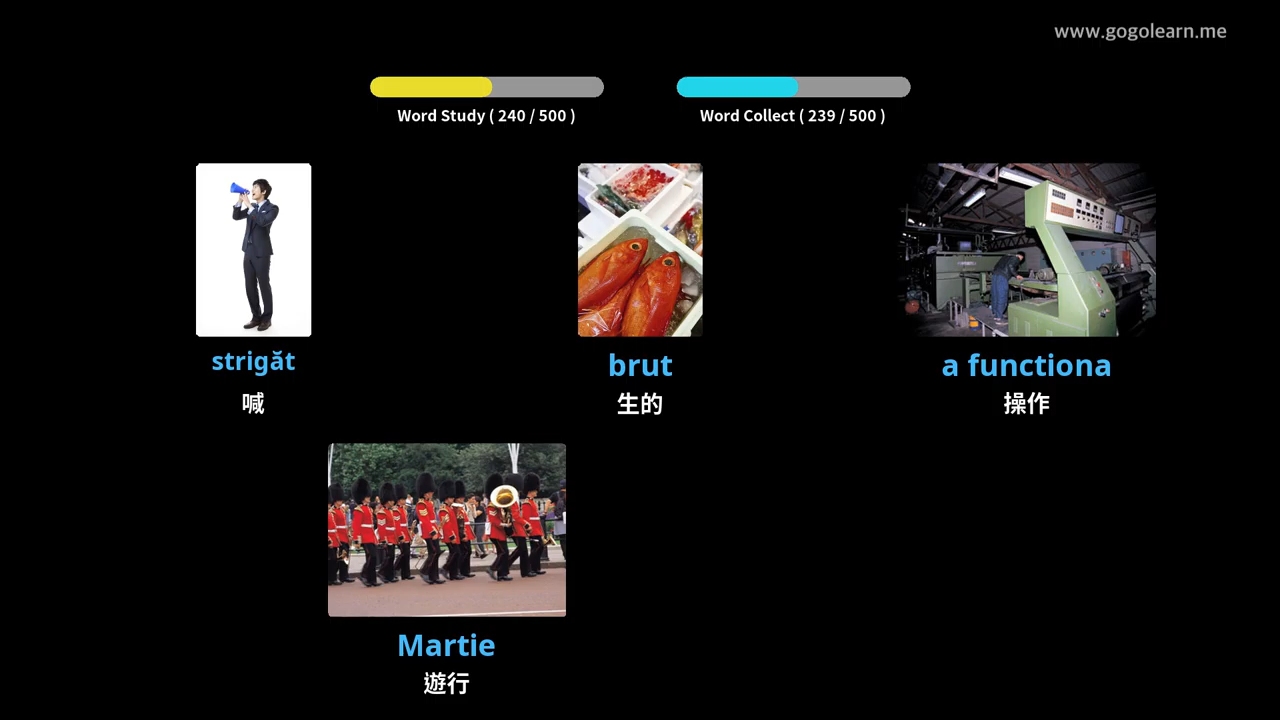 www.gogolearn.me
Word Study ( 240 / 500 )
Word Collect ( 239 / 500 )
strigăt
喊
brut
生的
a functiona
操作
Martie
遊行